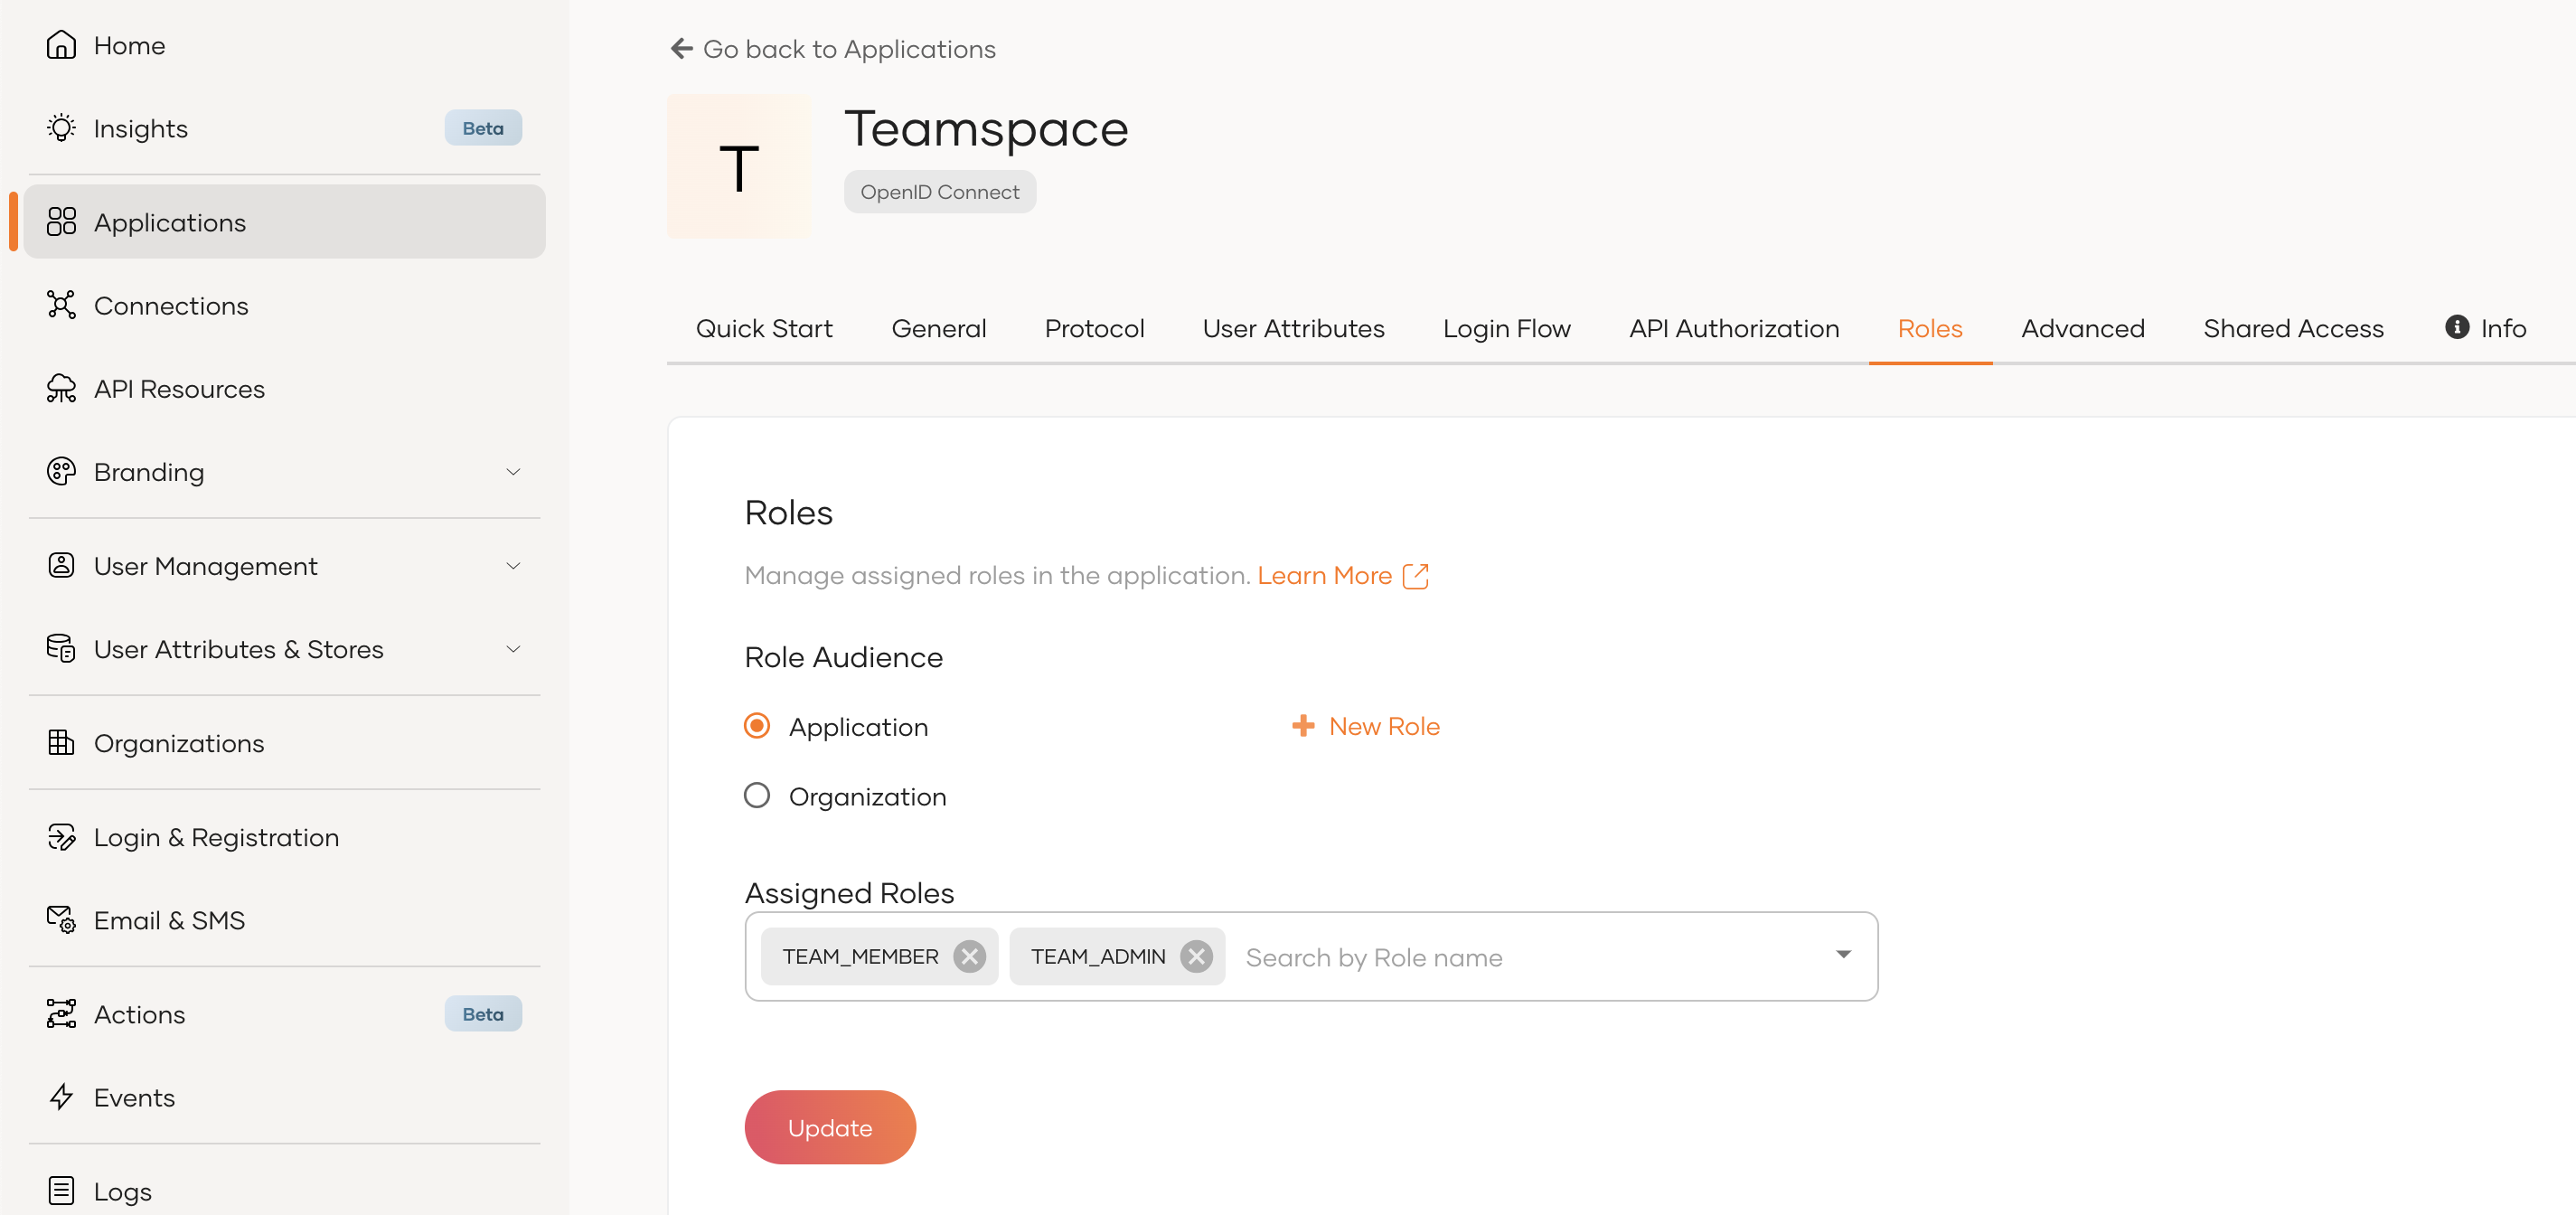 Home
Insights Beta
Applications
Connections
API Resources
Branding
User Management
User Attributes & Stores
Organizations
Login & Registration
Email & SMS
Actions Beta
Events
Logs
Go back to Applications
T
Teamspace
OpenID Connect
Quick Start General Protocol User Attributes Login Flow API Authorization Roles Advanced Shared Access Info
Roles
Manage assigned roles in the application. Learn More
Role Audience
Application
New Role
Organization
Assigned Roles
TEAM_MEMBER TEAM_ADMIN Search by Role name
Update